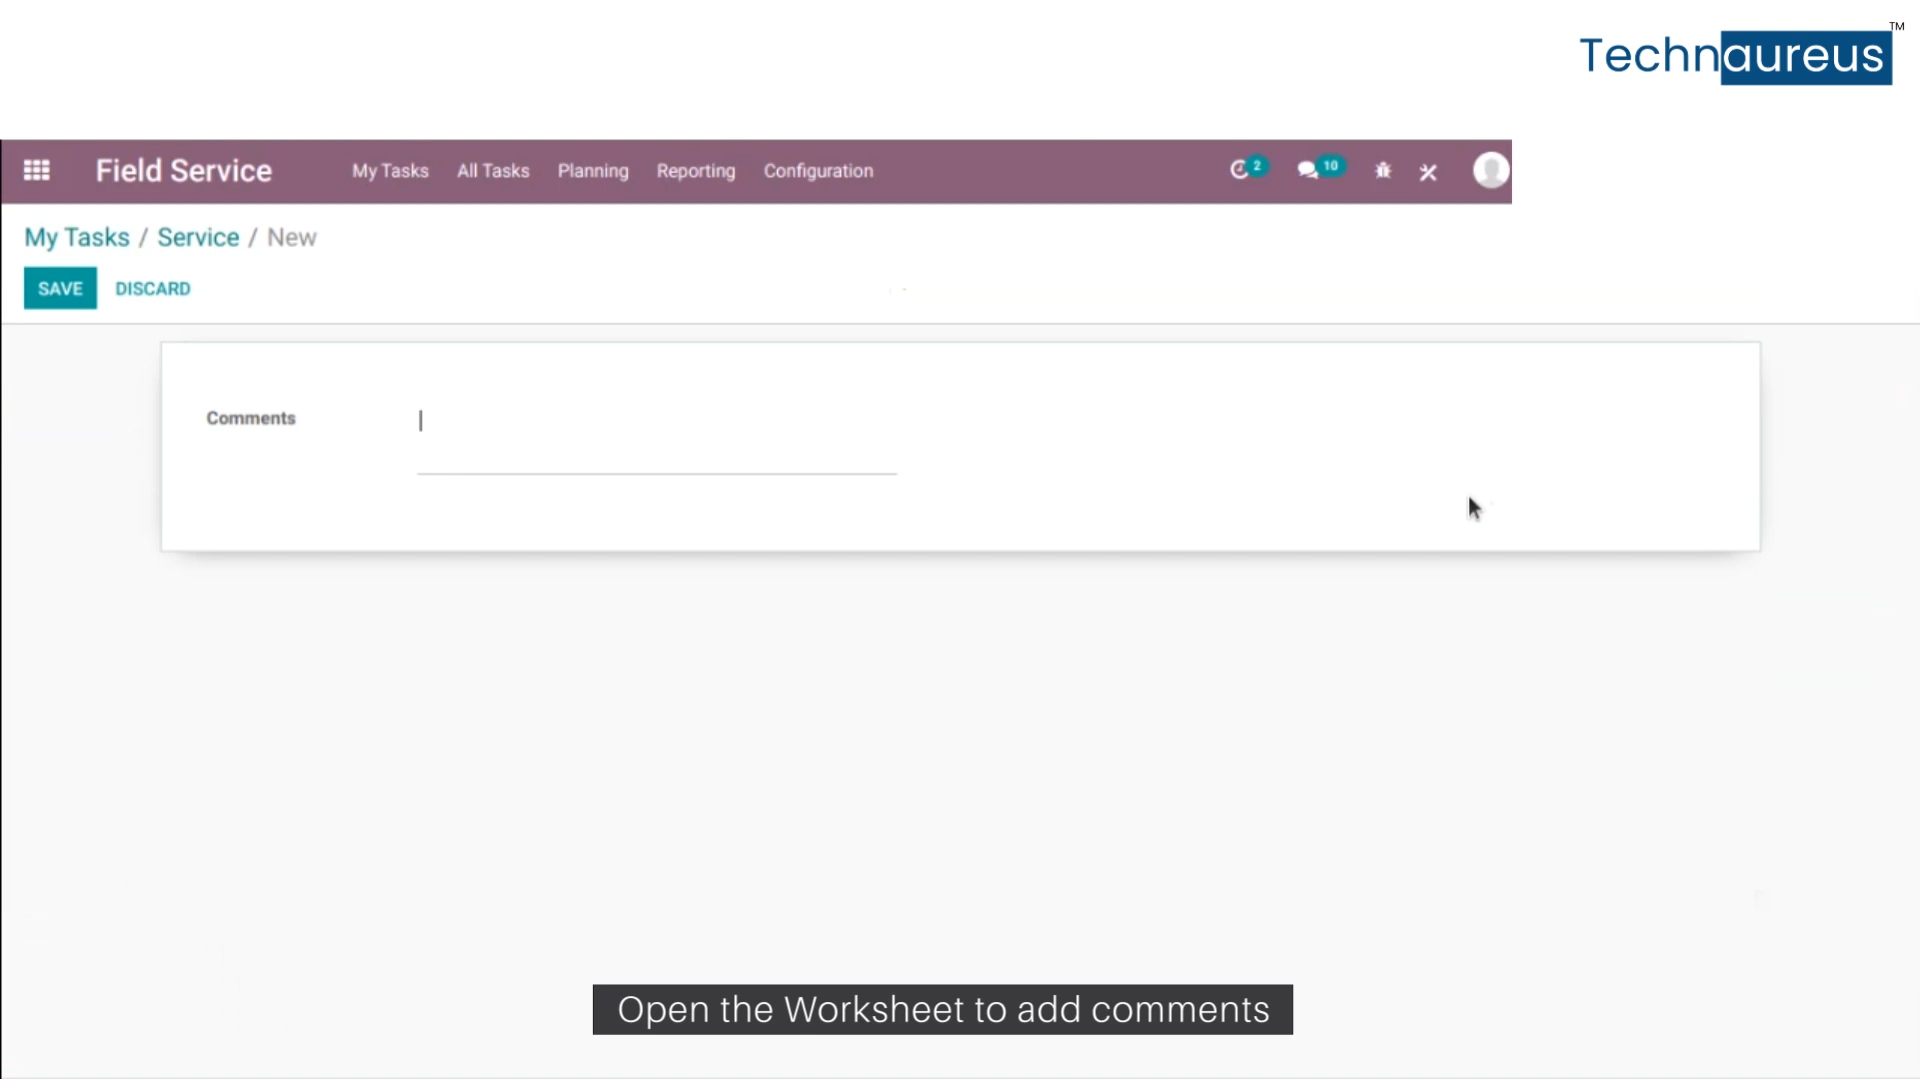 Technaureus TM
Field Service My Tasks All Tasks Planning Reporting Configuration 2 10
My Tasks / Service / New
SAVE DISCARD
Comments
Open the Worksheet to add comments